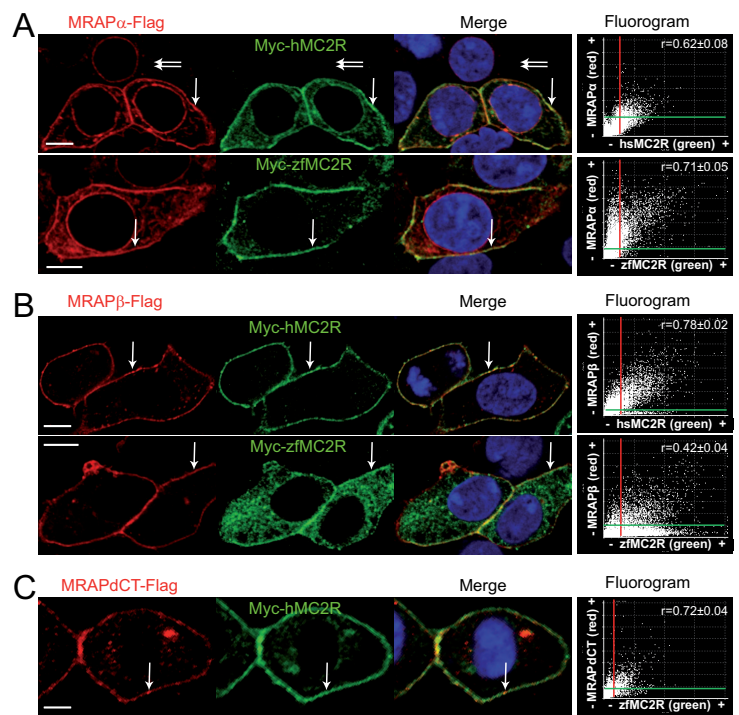 A
MRAPα-Flag
Myc-hMC2R
Merge
Fluorogram
r=0.62±0.08
- MRAPα (red) +
- hsMC2R (green) +
Myc-zfMC2R
r=0.71±0.05
- MRAPα (red) +
- zfMC2R (green) +
B
MRAPβ-Flag
Myc-hMC2R
Merge
Fluorogram
r=0.78±0.02
- MRAPβ (red) +
- hsMC2R (green) +
Myc-zfMC2R
r=0.42±0.04
- MRAPβ (red) +
- zfMC2R (green) +
C
MRAPdCT-Flag
Myc-hMC2R
Merge
Fluorogram
r=0.72±0.04
- MRAPdCT (red) +
- zfMC2R (green) +